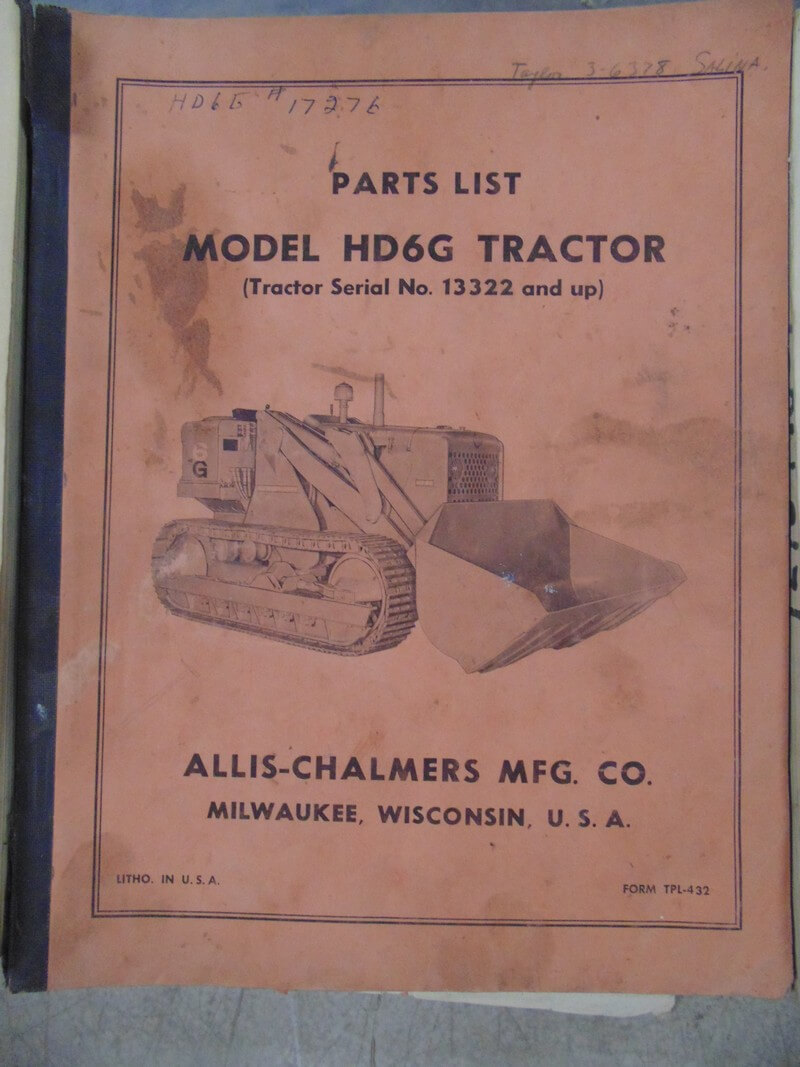 Taylor 3-6378 SALINA.
HD6G # 17276
PARTS LIST
MODEL HD6G TRACTOR
(Tractor Serial No. 13322 and up)
6
G
ALLIS-CHALMERS MFG. CO.
MILWAUKEE, WISCONSIN, U. S. A.
LITHO. IN U. S. A.
FORM TPL-432